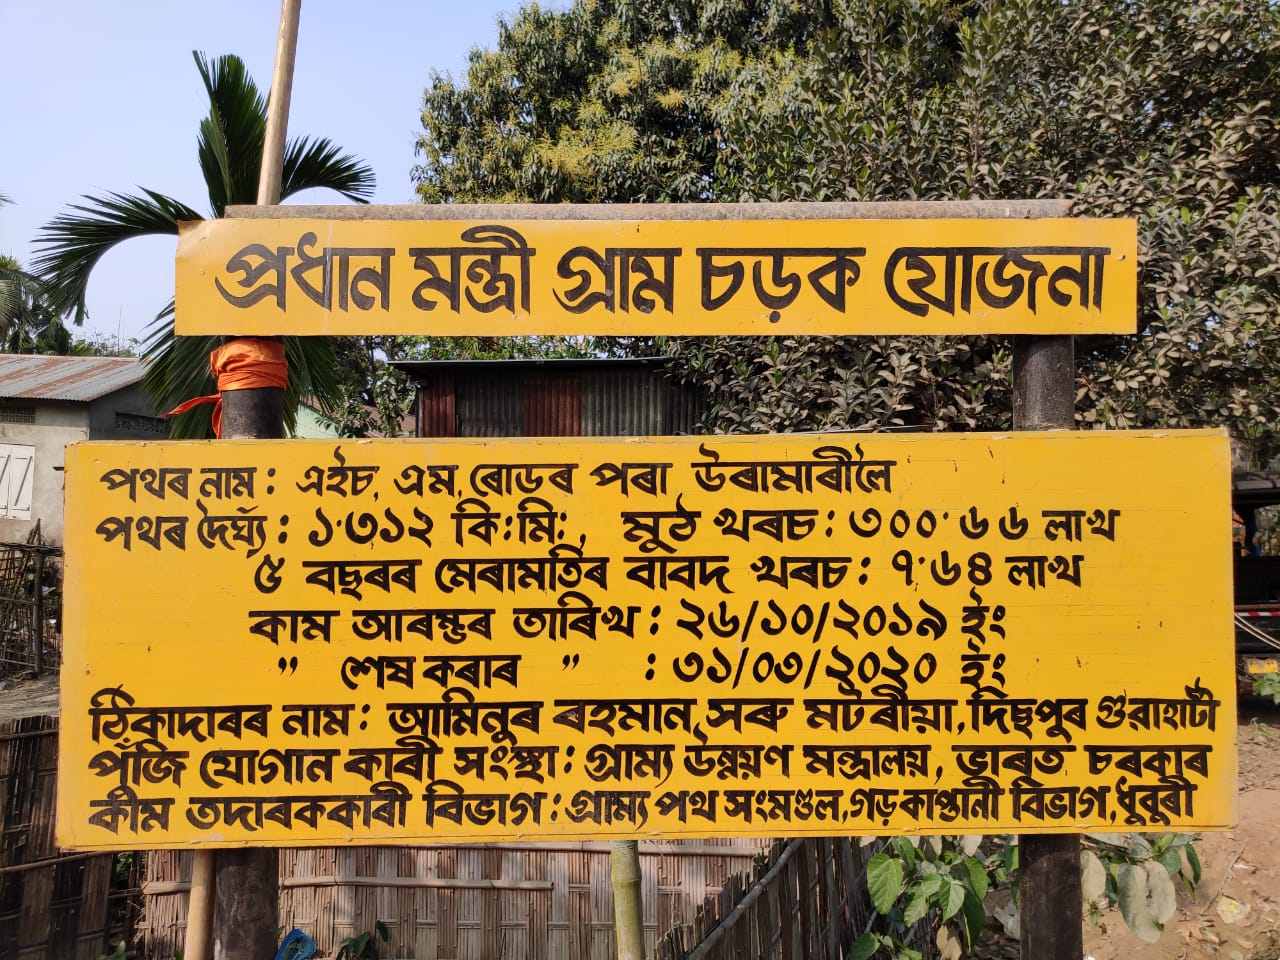 প্ৰধান মন্ত্ৰী গ্ৰাম চড়ক যোজনা
পথৰ নাম : এইচ, এম, ৰোডৰ পৰা উৰামাৰীলৈ
পথৰ দৈৰ্ঘ্য : ১·৩১২ কি:মি:, মুঠ খৰচ : ৩০০·৬৬ লাখ
৫ বছৰৰ মেৰামতিৰ বাবদ খৰচ : ৭·৬৪ লাখ
কাম আৰম্ভৰ তাৰিখ : ২৬/১০/২০১৯ ইং
" শেষ কৰাৰ " : ৩১/০৩/২০২০ ইং
ঠিকাদাৰৰ নাম : আমিনুৰ ৰহমান, সৰু মটৰীয়া, দিছপুৰ গুৱাহাটী
পুঁজি যোগান কাৰী সংস্থা : গ্ৰাম্য উন্নয়ণ মন্ত্ৰালয়, ভাৰত চৰকাৰ
কাম তদাৰককাৰী বিভাগ : গ্ৰাম্য পথ সংমণ্ডল, গড়কাপ্তানী বিভাগ, ধুবুৰী